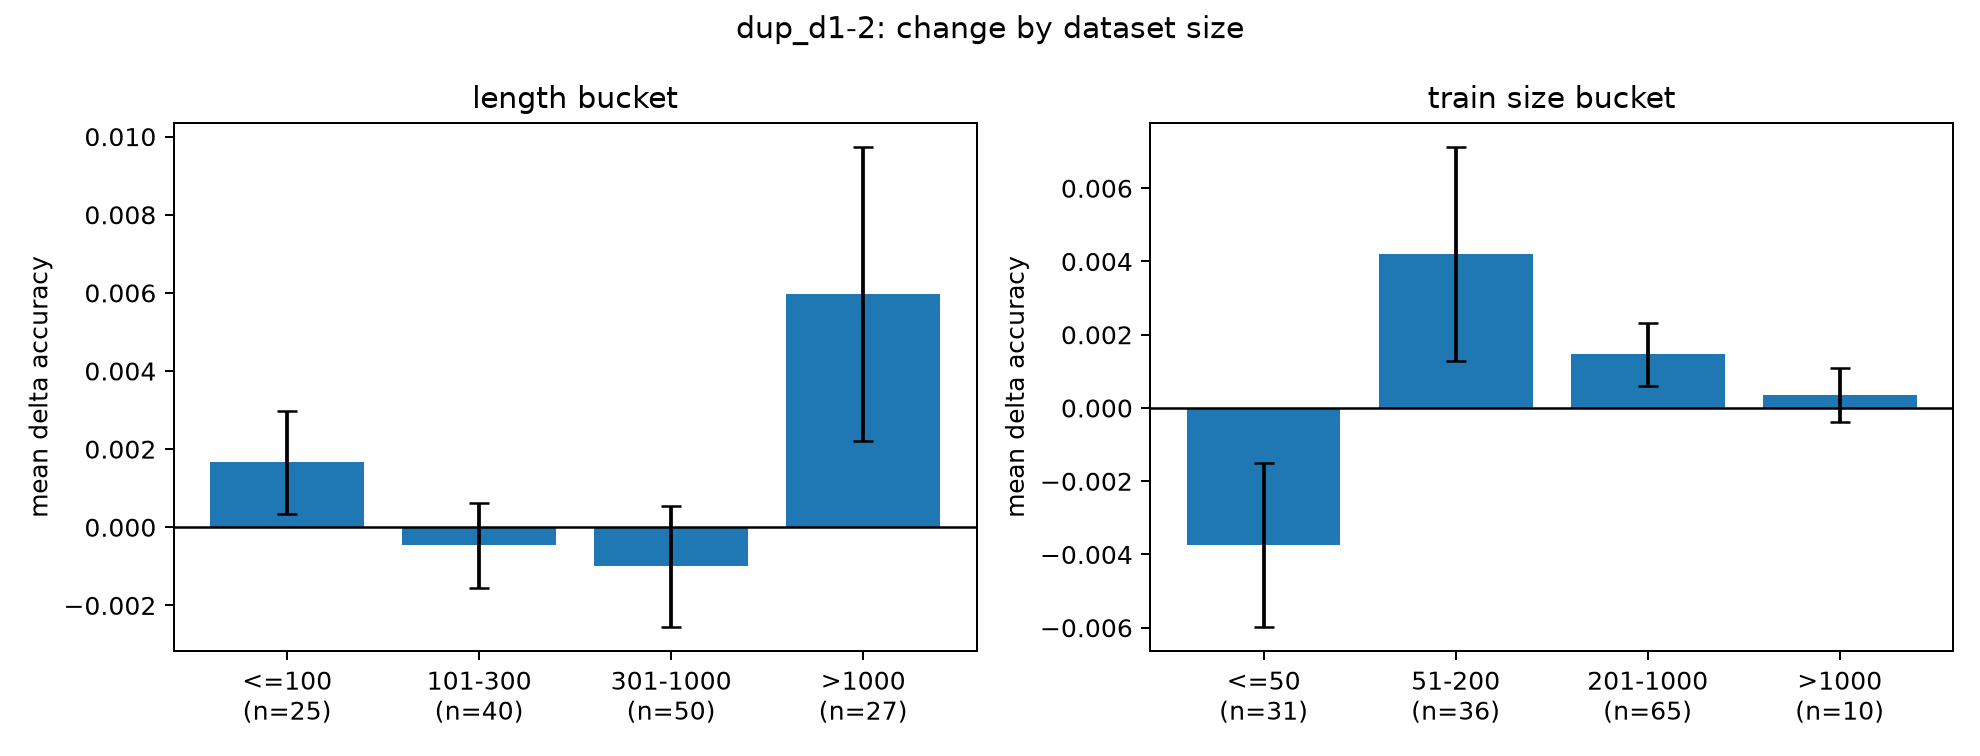 dup_d1-2: change by dataset size
length bucket
mean delta accuracy
0.010
0.008
0.006
0.004
0.002
0.000
−0.002
<=100
(n=25)
101-300
(n=40)
301-1000
(n=50)
>1000
(n=27)
train size bucket
mean delta accuracy
0.006
0.004
0.002
0.000
−0.002
−0.004
−0.006
<=50
(n=31)
51-200
(n=36)
201-1000
(n=65)
>1000
(n=10)